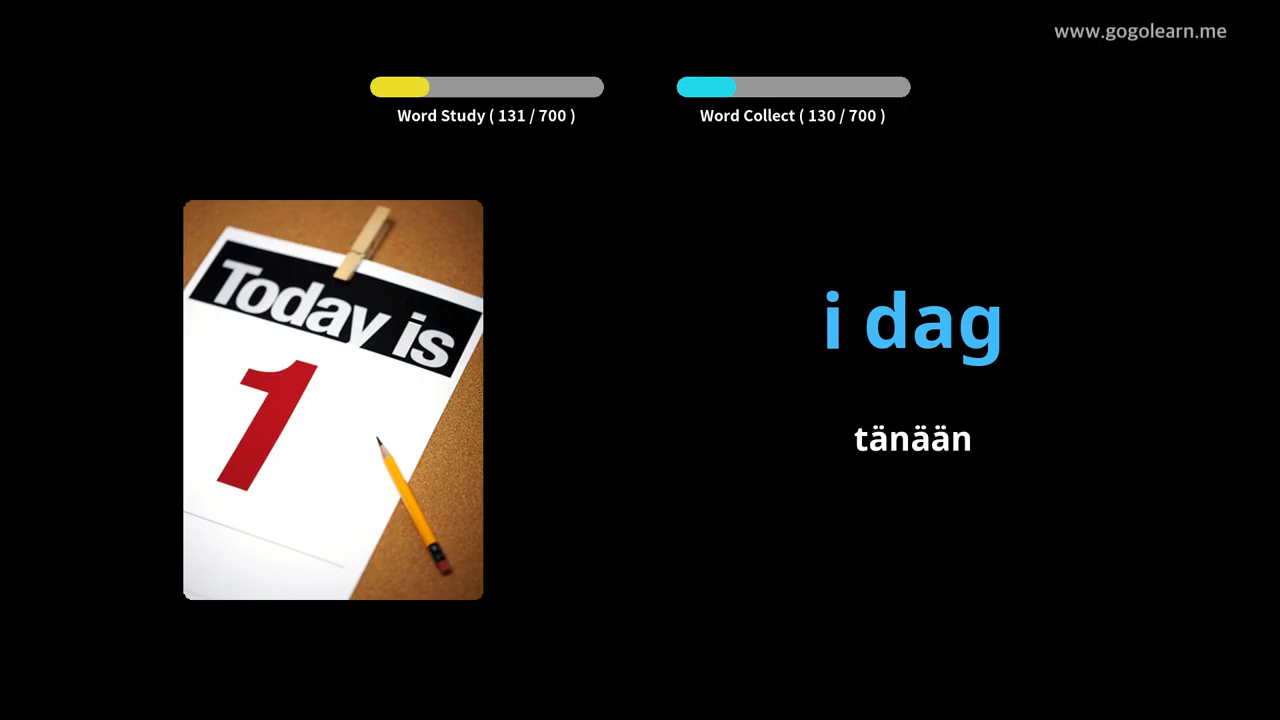 www.gogolearn.me
Word Study ( 131 / 700 )
Word Collect ( 130 / 700 )
Today is
1
i dag
tänään